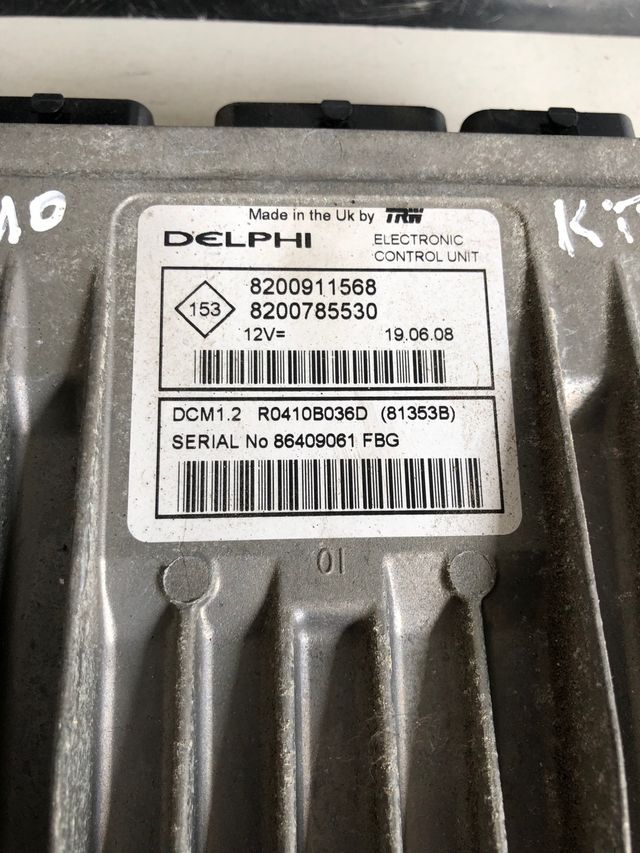 Made in the Uk by TRW
DELPHI
ELECTRONIC
CONTROL UNIT
153
8200911568
8200785530
12V= 19.06.08
DCM1.2 R0410B036D (81353B)
SERIAL No 86409061 FBG
01